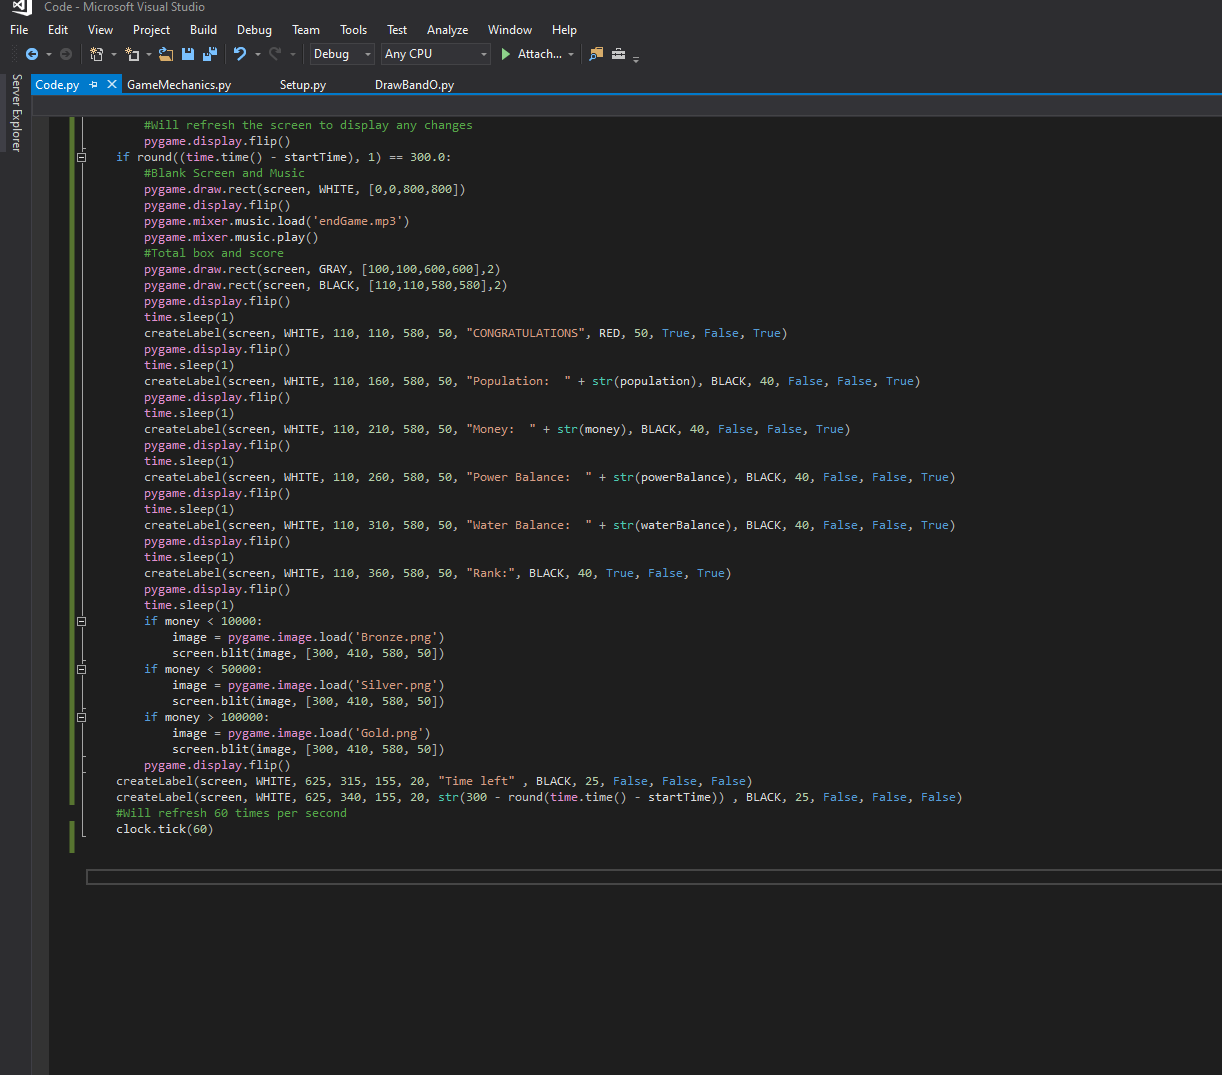 Code - Microsoft Visual Studio
File Edit View Project Build Debug Team Tools Test Analyze Window Help
Debug Any CPU Attach...
Code.py GameMechanics.py Setup.py DrawBandO.py
Server Explorer
#Will refresh the screen to display any changes
pygame.display.flip()
if round((time.time() - startTime), 1) == 300.0:
#Blank Screen and Music
pygame.draw.rect(screen, WHITE, [0,0,800,800])
pygame.display.flip()
pygame.mixer.music.load('endGame.mp3')
pygame.mixer.music.play()
#Total box and score
pygame.draw.rect(screen, GRAY, [100,100,600,600],2)
pygame.draw.rect(screen, BLACK, [110,110,580,580],2)
pygame.display.flip()
time.sleep(1)
createLabel(screen, WHITE, 110, 110, 580, 50, "CONGRATULATIONS", RED, 50, True, False, True)
pygame.display.flip()
time.sleep(1)
createLabel(screen, WHITE, 110, 160, 580, 50, "Population:  " + str(population), BLACK, 40, False, False, True)
pygame.display.flip()
time.sleep(1)
createLabel(screen, WHITE, 110, 210, 580, 50, "Money:  " + str(money), BLACK, 40, False, False, True)
pygame.display.flip()
time.sleep(1)
createLabel(screen, WHITE, 110, 260, 580, 50, "Power Balance:  " + str(powerBalance), BLACK, 40, False, False, True)
pygame.display.flip()
time.sleep(1)
createLabel(screen, WHITE, 110, 310, 580, 50, "Water Balance:  " + str(waterBalance), BLACK, 40, False, False, True)
pygame.display.flip()
time.sleep(1)
createLabel(screen, WHITE, 110, 360, 580, 50, "Rank:", BLACK, 40, True, False, True)
pygame.display.flip()
time.sleep(1)
if money < 10000:
image = pygame.image.load('Bronze.png')
screen.blit(image, [300, 410, 580, 50])
if money < 50000:
image = pygame.image.load('Silver.png')
screen.blit(image, [300, 410, 580, 50])
if money > 100000:
image = pygame.image.load('Gold.png')
screen.blit(image, [300, 410, 580, 50])
pygame.display.flip()
createLabel(screen, WHITE, 625, 315, 155, 20, "Time left" , BLACK, 25, False, False, False)
createLabel(screen, WHITE, 625, 340, 155, 20, str(300 - round(time.time() - startTime)) , BLACK, 25, False, False, False)
#Will refresh 60 times per second
clock.tick(60)